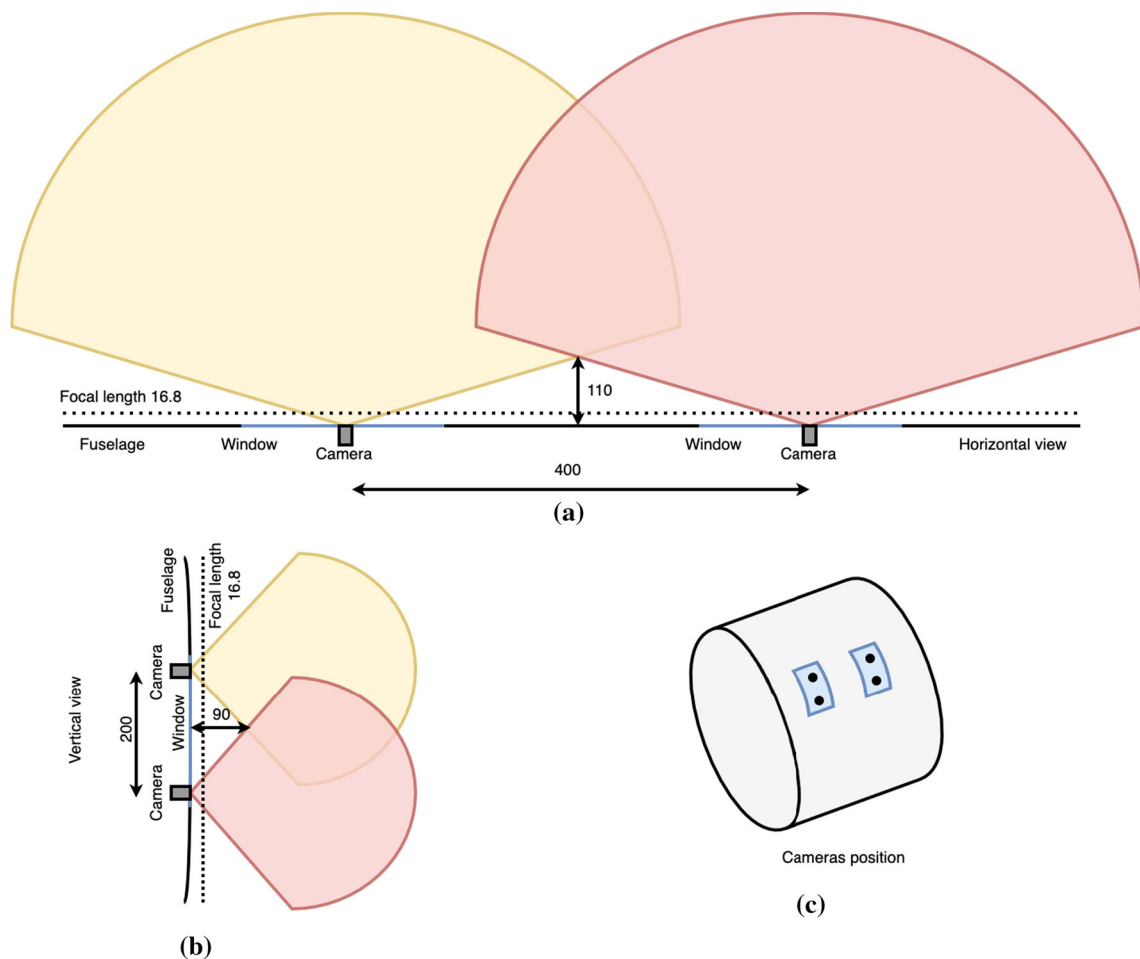 110
Focal length 16.8
Fuselage
Window
Camera
Window
Camera
Horizontal view
400
(a)
Vertical view
200
Camera
Camera
Window
Fuselage
Focal length
16.8
90
(b)
Cameras position
(c)